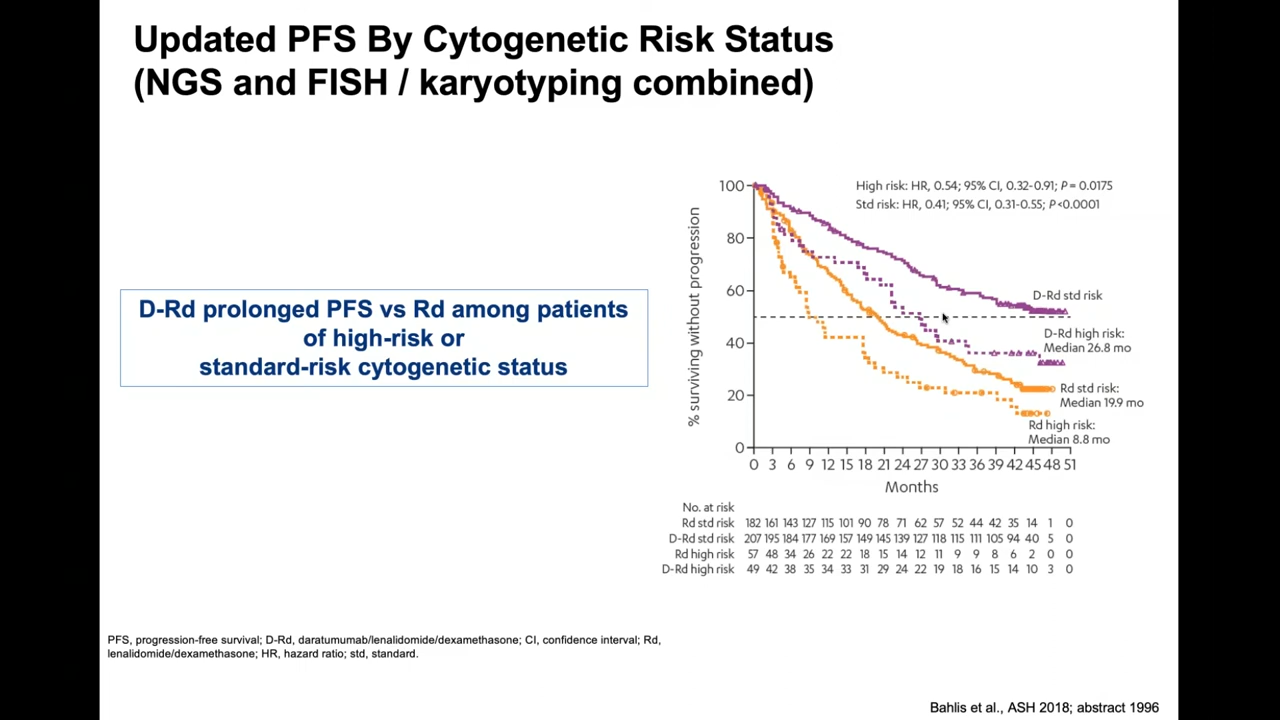 Updated PFS By Cytogenetic Risk Status
(NGS and FISH / karyotyping combined)
D-Rd prolonged PFS vs Rd among patients
of high-risk or
standard-risk cytogenetic status
High risk: HR, 0.54; 95% CI, 0.32-0.91; P = 0.0175
Std risk: HR, 0.41; 95% CI, 0.31-0.55; P <0.0001
% surviving without progression
100
80
60
40
20
0
D-Rd std risk
D-Rd high risk:
Median 26.8 mo
Rd std risk:
Median 19.9 mo
Rd high risk:
Median 8.8 mo
0 3 6 9 12 15 18 21 24 27 30 33 36 39 42 45 48 51
Months
No. at risk
Rd std risk 182 161 143 127 115 101 90 78 71 62 57 52 44 42 35 14 1 0
D-Rd std risk 207 195 184 177 169 157 149 145 139 127 118 115 111 105 94 40 5 0
Rd high risk 57 48 34 26 22 22 18 15 14 12 11 9 9 8 6 2 0 0
D-Rd high risk 49 42 38 35 34 33 31 29 24 22 19 18 16 15 14 10 3 0
PFS, progression-free survival; D-Rd, daratumumab/lenalidomide/dexamethasone; CI, confidence interval; Rd,
lenalidomide/dexamethasone; HR, hazard ratio; std, standard.
Bahlis et al., ASH 2018; abstract 1996